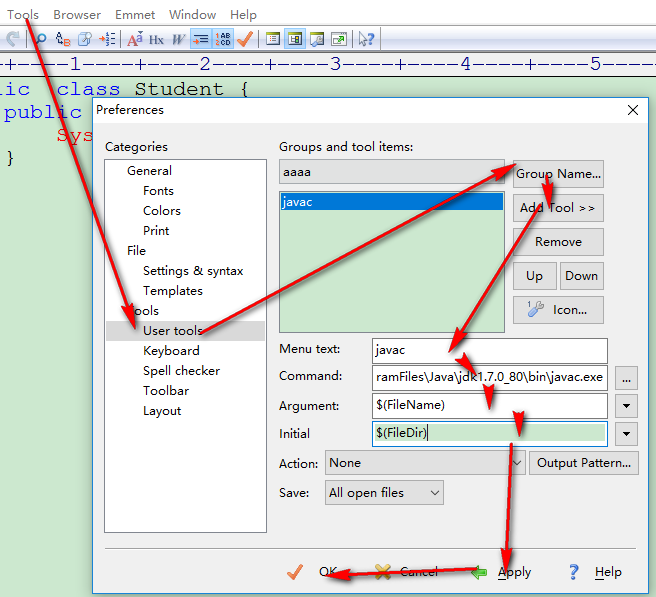 Tools Browser Emmet Window Help
1 2 3 4 5
lic class Student {
public
Sys
}
Preferences
Categories
General
Fonts
Colors
Print
File
Settings & syntax
Templates
ools
User tools
Keyboard
Spell checker
Toolbar
Layout
Groups and tool items:
aaaa
Group Name...
javac
Add Tool >>
Remove
Up Down
Icon...
Menu text: javac
Command: ramFiles\Java\jdk1.7.0_80\bin\javac.exe ...
Argument: $(FileName)
Initial $(FileDir)
Action: None Output Pattern...
Save: All open files
OK Cancel Apply Help